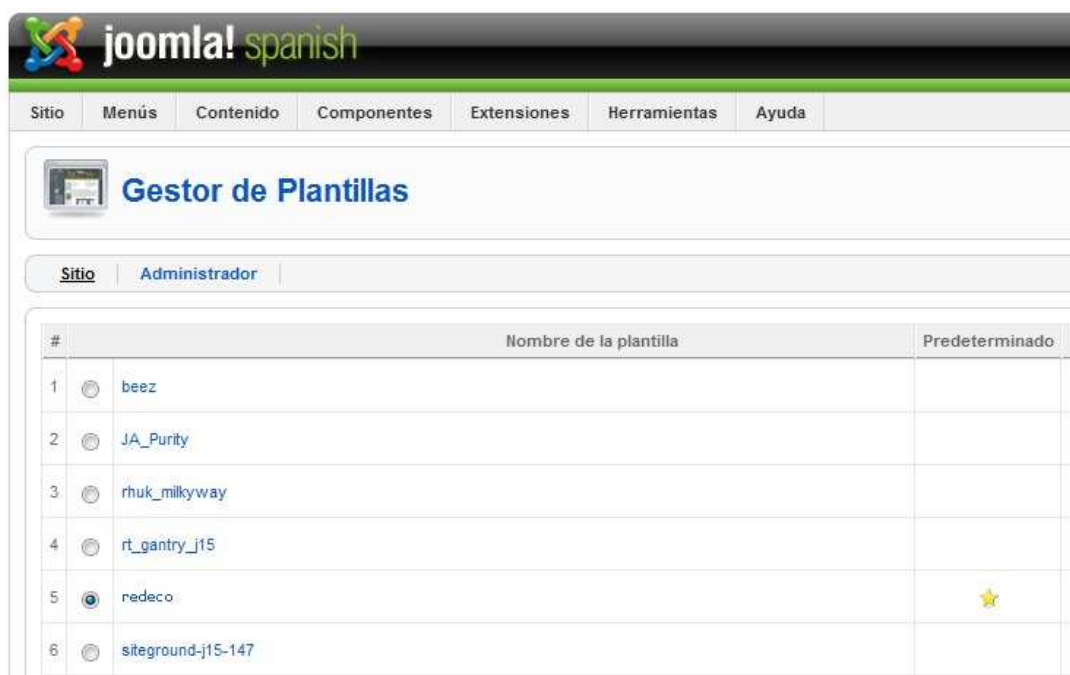 joomla! spanish
Sitio Menús Contenido Componentes Extensiones Herramientas Ayuda
Gestor de Plantillas
Sitio Administrador
# Nombre de la plantilla Predeterminado
1 beez
2 JA_Purity
3 rhuk_milkyway
4 rt_gantry_j15
5 redeco
6 siteground-j15-147